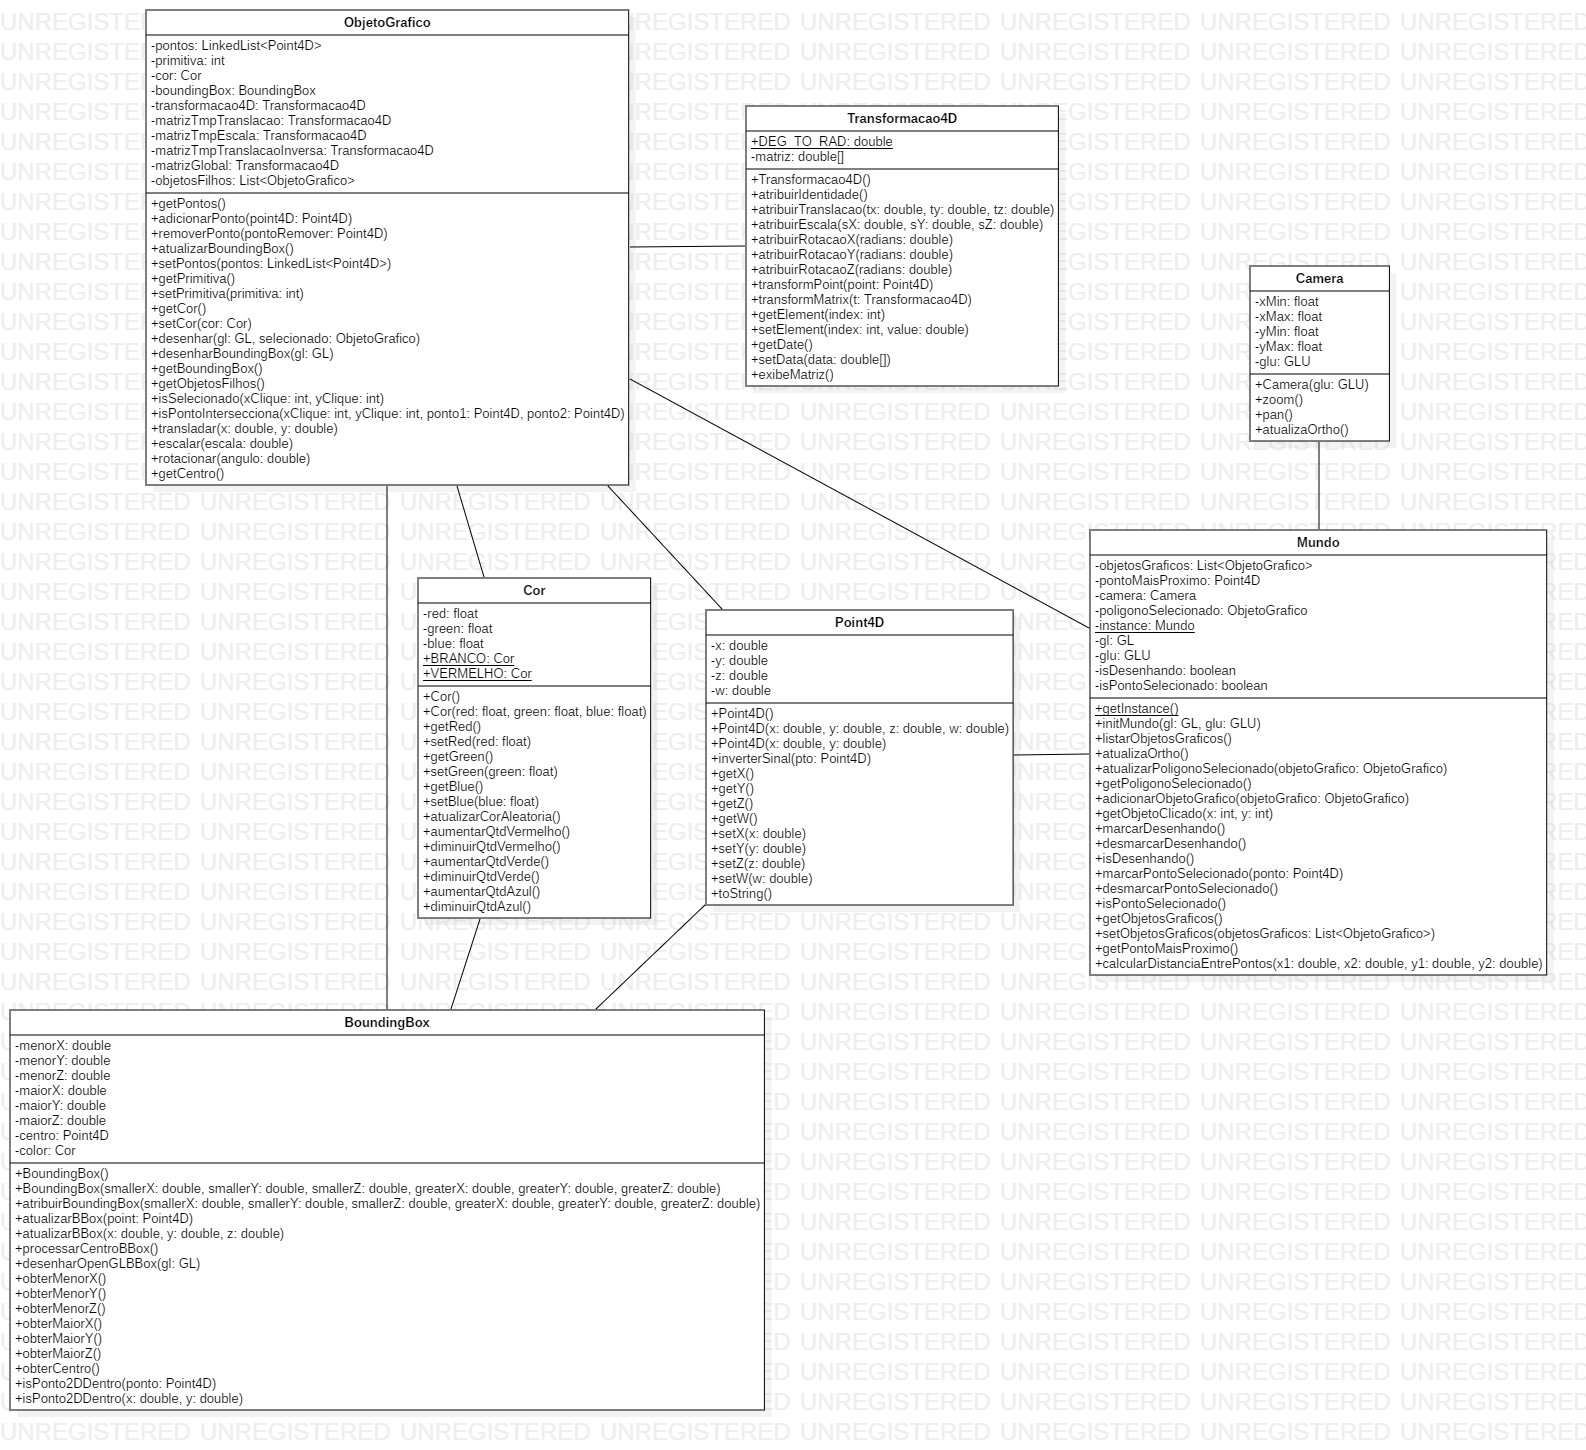 ObjetoGrafico
-pontos: LinkedList<Point4D>
-primitiva: int
-cor: Cor
-boundingBox: BoundingBox
-transformacao4D: Transformacao4D
-matrizTmpTranslacao: Transformacao4D
-matrizTmpEscala: Transformacao4D
-matrizTmpTranslacaoInversa: Transformacao4D
-matrizGlobal: Transformacao4D
-objetosFilhos: List<ObjetoGrafico>
+getPontos()
+adicionarPonto(point4D: Point4D)
+removerPonto(pontoRemover: Point4D)
+atualizarBoundingBox()
+setPontos(pontos: LinkedList<Point4D>)
+getPrimitiva()
+setPrimitiva(primitiva: int)
+getCor()
+setCor(cor: Cor)
+desenhar(gl: GL, selecionado: ObjetoGrafico)
+desenharBoundingBox(gl: GL)
+getBoundingBox()
+getObjetosFilhos()
+isSelecionado(xClique: int, yClique: int)
+isPontoIntersecciona(xClique: int, yClique: int, ponto1: Point4D, ponto2: Point4D)
+transladar(x: double, y: double)
+escalar(escala: double)
+rotacionar(angulo: double)
+getCentro()
Transformacao4D
+DEG_TO_RAD: double
-matriz: double[]
+Transformacao4D()
+atribuirIdentidade()
+atribuirTranslacao(tx: double, ty: double, tz: double)
+atribuirEscala(sX: double, sY: double, sZ: double)
+atribuirRotacaoX(radians: double)
+atribuirRotacaoY(radians: double)
+atribuirRotacaoZ(radians: double)
+transformPoint(point: Point4D)
+transformMatrix(t: Transformacao4D)
+getElement(index: int)
+setElement(index: int, value: double)
+getDate()
+setData(data: double[])
+exibeMatriz()
Camera
-xMin: float
-xMax: float
-yMin: float
-yMax: float
-glu: GLU
+Camera(glu: GLU)
+zoom()
+pan()
+atualizaOrtho()
Cor
-red: float
-green: float
-blue: float
+BRANCO: Cor
+VERMELHO: Cor
+Cor()
+Cor(red: float, green: float, blue: float)
+getRed()
+setRed(red: float)
+getGreen()
+setGreen(green: float)
+getBlue()
+setBlue(blue: float)
+atualizarCorAleatoria()
+aumentarQtdVermelho()
+diminuirQtdVermelho()
+aumentarQtdVerde()
+diminuirQtdVerde()
+aumentarQtdAzul()
+diminuirQtdAzul()
Point4D
-x: double
-y: double
-z: double
-w: double
+Point4D()
+Point4D(x: double, y: double, z: double, w: double)
+Point4D(x: double, y: double)
+inverterSinal(pto: Point4D)
+getX()
+getY()
+getZ()
+getW()
+setX(x: double)
+setY(y: double)
+setZ(z: double)
+setW(w: double)
+toString()
Mundo
-objetosGraficos: List<ObjetoGrafico>
-pontoMaisProximo: Point4D
-camera: Camera
-poligonoSelecionado: ObjetoGrafico
-instance: Mundo
-gl: GL
-glu: GLU
-isDesenhando: boolean
-isPontoSelecionado: boolean
+getInstance()
+initMundo(gl: GL, glu: GLU)
+listarObjetosGraficos()
+atualizaOrtho()
+atualizarPoligonoSelecionado(objetoGrafico: ObjetoGrafico)
+getPoligonoSelecionado()
+adicionarObjetoGrafico(objetoGrafico: ObjetoGrafico)
+getObjetoClicado(x: int, y: int)
+marcarDesenhando()
+desmarcarDesenhando()
+isDesenhando()
+marcarPontoSelecionado(ponto: Point4D)
+desmarcarPontoSelecionado()
+isPontoSelecionado()
+getObjetosGraficos()
+setObjetosGraficos(objetosGraficos: List<ObjetoGrafico>)
+getPontoMaisProximo()
+calcularDistanciaEntrePontos(x1: double, x2: double, y1: double, y2: double)
BoundingBox
-menorX: double
-menorY: double
-menorZ: double
-maiorX: double
-maiorY: double
-maiorZ: double
-centro: Point4D
-color: Cor
+BoundingBox()
+BoundingBox(smallerX: double, smallerY: double, smallerZ: double, greaterX: double, greaterY: double, greaterZ: double)
+atribuirBoundingBox(smallerX: double, smallerY: double, smallerZ: double, greaterX: double, greaterY: double, greaterZ: double)
+atualizarBBox(point: Point4D)
+atualizarBBox(x: double, y: double, z: double)
+processarCentroBBox()
+desenharOpenGLBBox(gl: GL)
+obterMenorX()
+obterMenorY()
+obterMenorZ()
+obterMaiorX()
+obterMaiorY()
+obterMaiorZ()
+obterCentro()
+isPonto2DDentro(ponto: Point4D)
+isPonto2DDentro(x: double, y: double)
UNREGISTERED